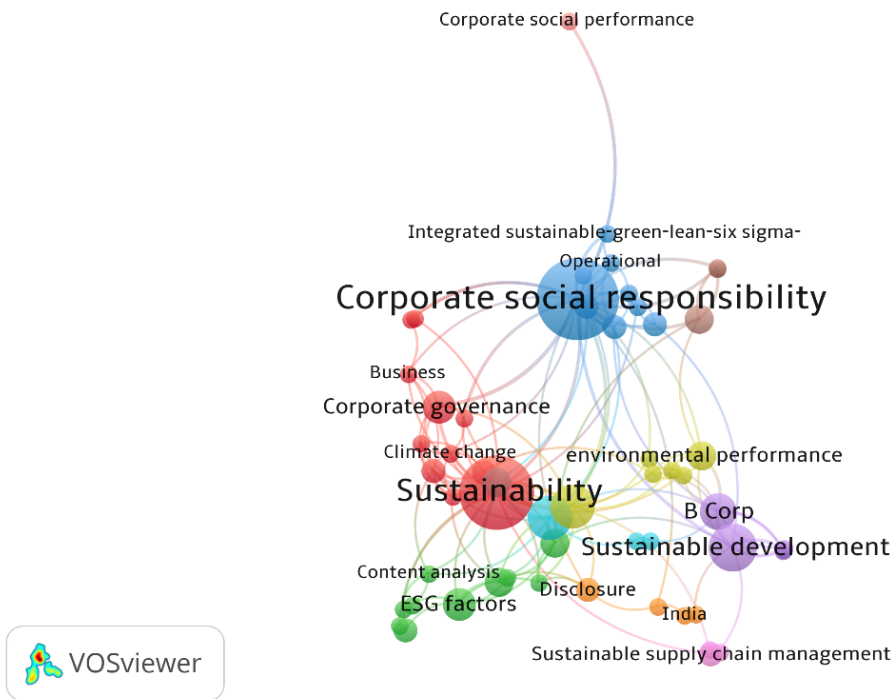 Corporate social performance
Integrated sustainable-green-lean-six sigma-
Operational
Corporate social responsibility
Business
Corporate governance
Climate change
environmental performance
Sustainability
B Corp
Sustainable development
Content analysis
Disclosure
ESG factors
India
Sustainable supply chain management
VOSviewer